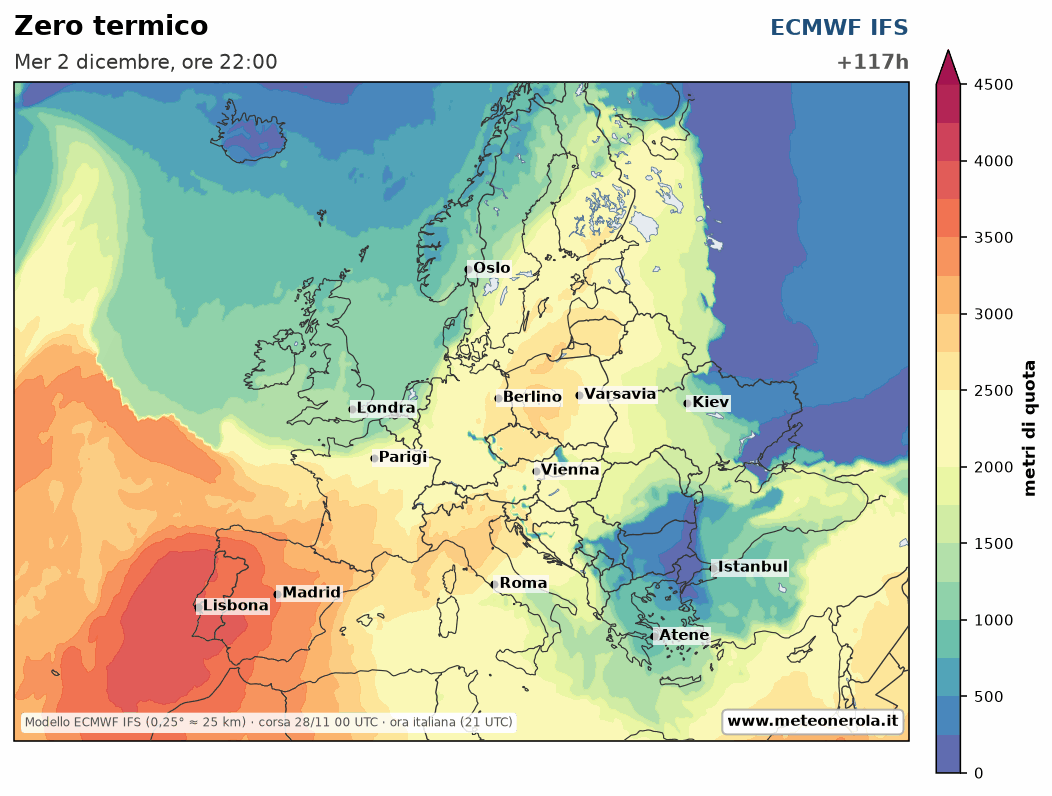 Zero termico
ECMWF IFS
Mer 2 dicembre, ore 22:00
+117h
Oslo
Londra
Berlino
Varsavia
Kiev
Parigi
Vienna
Istanbul
Roma
Madrid
Lisbona
Atene
Modello ECMWF IFS (0,25° ≈ 25 km) · corsa 28/11 00 UTC · ora italiana (21 UTC)
www.meteonerola.it
4500
4000
3500
3000
2500
2000
1500
1000
500
0
metri di quota